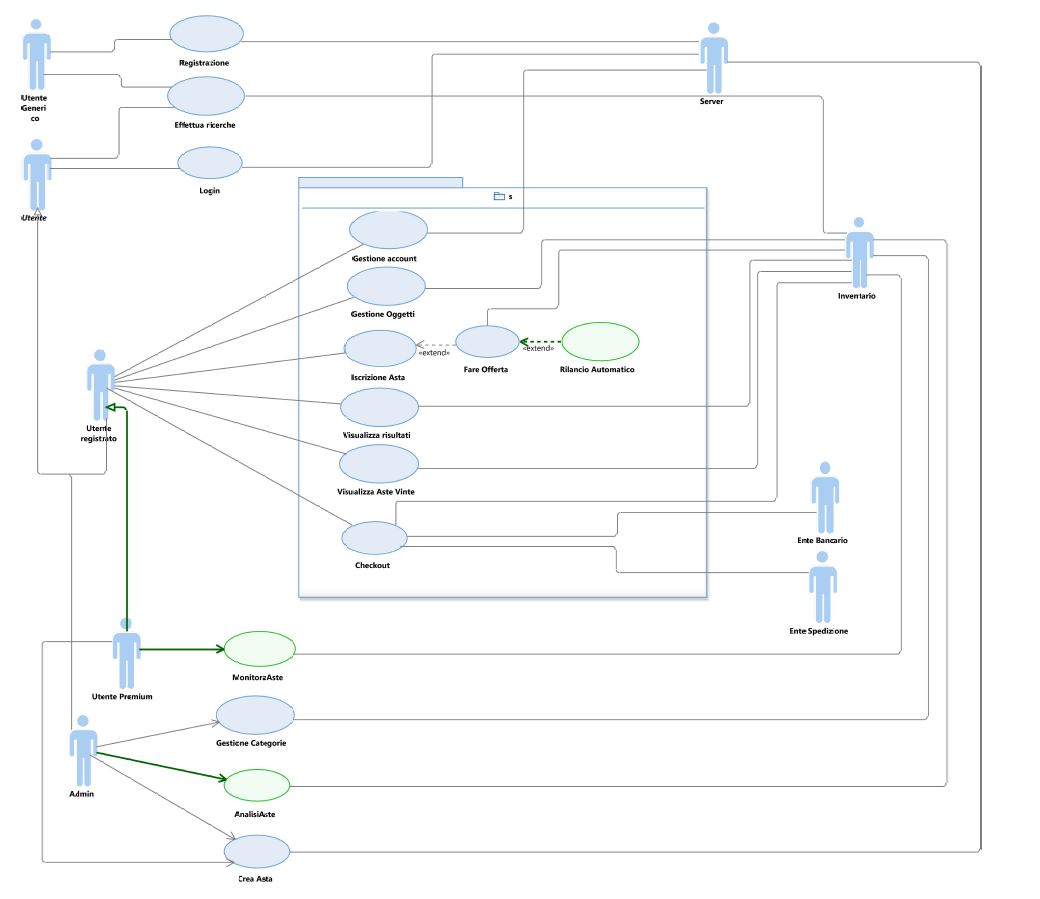 Registrazione
Utente
Generi
co
Server
Effettua ricerche
Login
Utente
s
Gestione account
Inventario
Gestione Oggetti
«extend»
«extend»
Iscrizione Asta
Fare Offerta
Rilancio Automatico
Utente
registrato
Visualizza risultati
Visualizza Aste Vinte
Ente Bancario
Checkout
Ente Spedizione
MonitoraAste
Utente Premium
Gestione Categorie
Admin
AnalisiAste
Crea Asta